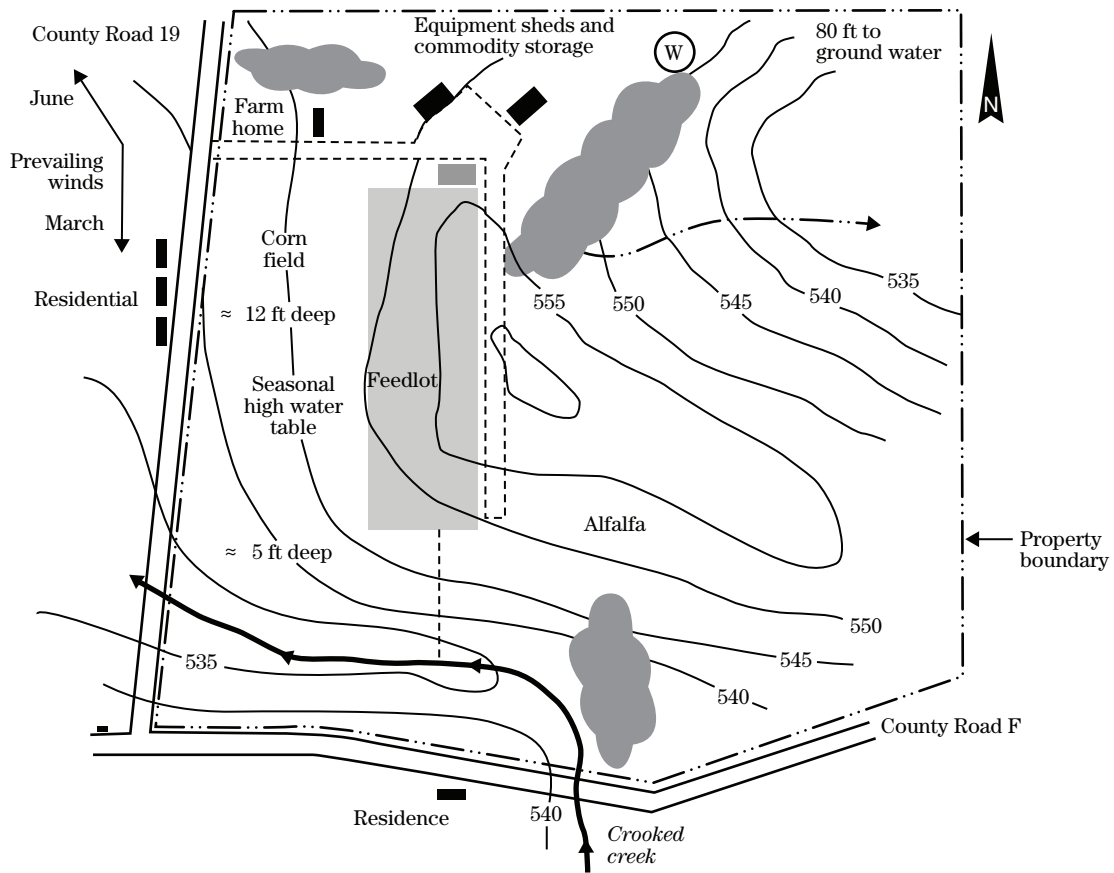 County Road 19
Equipment sheds and
commodity storage
W
80 ft to
ground water
N
June
Farm
home
Prevailing
winds
March
Corn
field
Residential
≈ 12 ft deep
555
550
545
540
535
Feedlot
Seasonal
high water
table
Alfalfa
≈ 5 ft deep
Property
boundary
550
545
535
540
County Road F
Residence
540
Crooked
creek